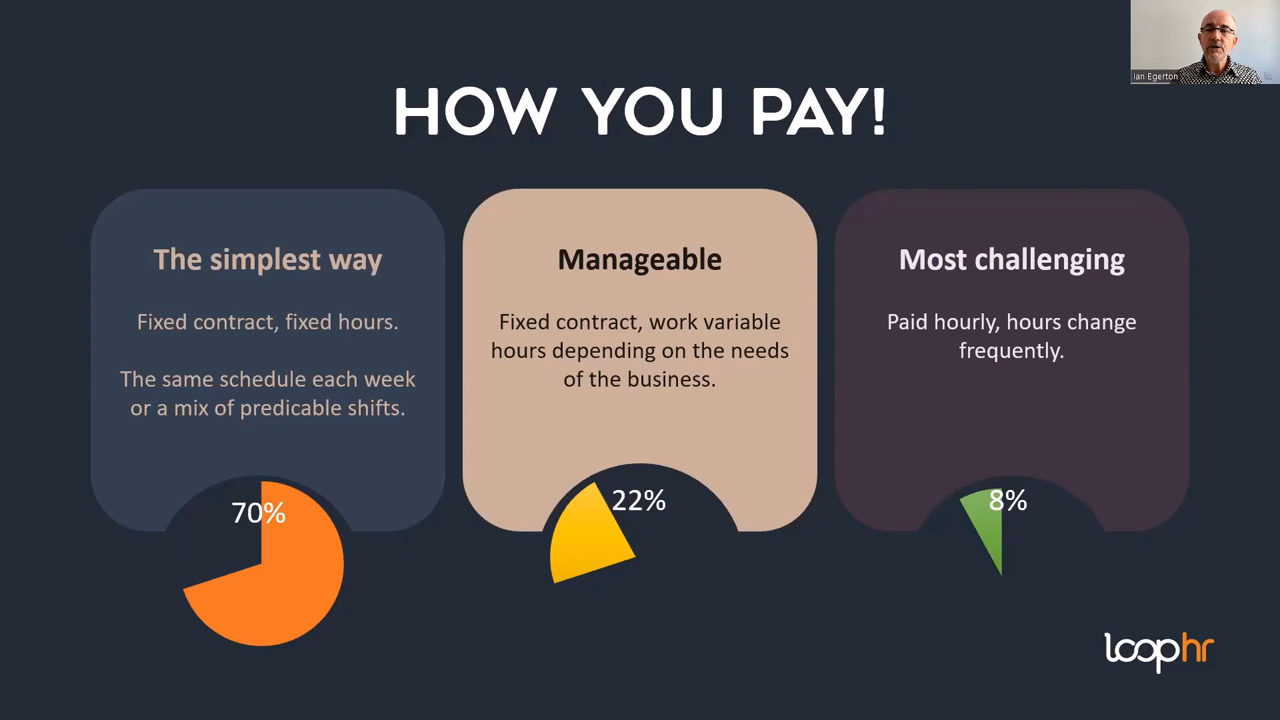 Ian Egerton
HOW YOU PAY!
The simplest way
Fixed contract, fixed hours.
The same schedule each week
or a mix of predicable shifts.
70%
Manageable
Fixed contract, work variable
hours depending on the needs
of the business.
22%
Most challenging
Paid hourly, hours change
frequently.
8%
loophr